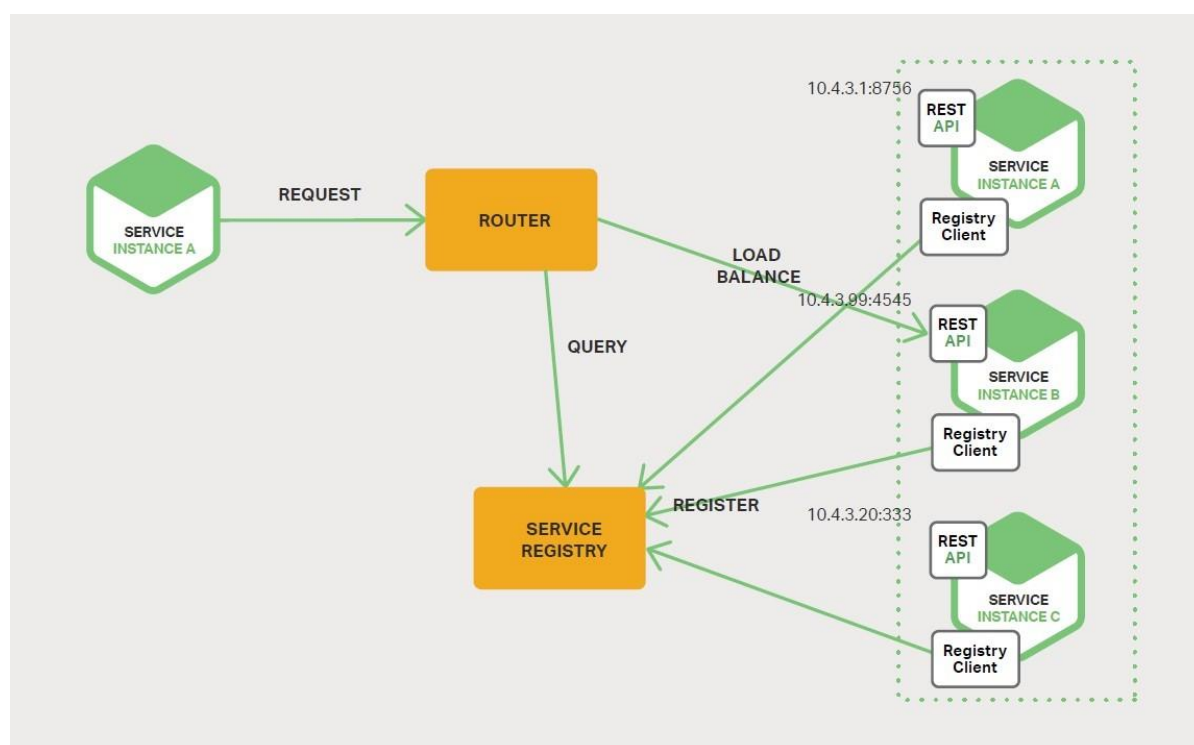 SERVICE
INSTANCE A
REQUEST
ROUTER
QUERY
LOAD
BALANCE
SERVICE
REGISTRY
REGISTER
10.4.3.1:8756
REST
API
SERVICE
INSTANCE A
Registry
Client
10.4.3.99:4545
REST
API
SERVICE
INSTANCE B
Registry
Client
10.4.3.20:333
REST
API
SERVICE
INSTANCE C
Registry
Client